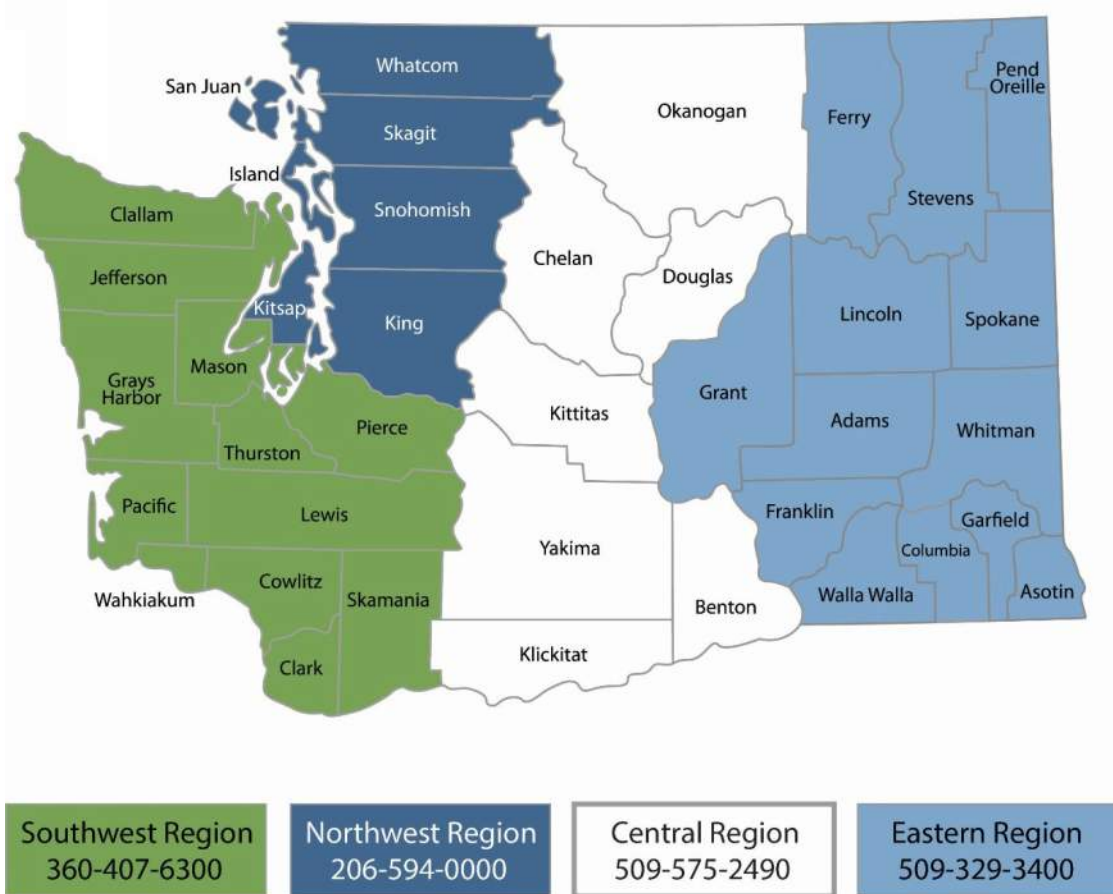 Whatcom
San Juan
Skagit
Island
Snohomish
Clallam
Jefferson
Kitsap
King
Mason
Grays
Harbor
Thurston
Pierce
Pacific
Lewis
Wahkiakum
Cowlitz
Skamania
Clark
Okanogan
Chelan
Douglas
Kittitas
Yakima
Benton
Klickitat
Ferry
Pend
Oreille
Stevens
Lincoln
Spokane
Grant
Adams
Whitman
Franklin
Garfield
Columbia
Walla Walla
Asotin
Southwest Region
360-407-6300
Northwest Region
206-594-0000
Central Region
509-575-2490
Eastern Region
509-329-3400